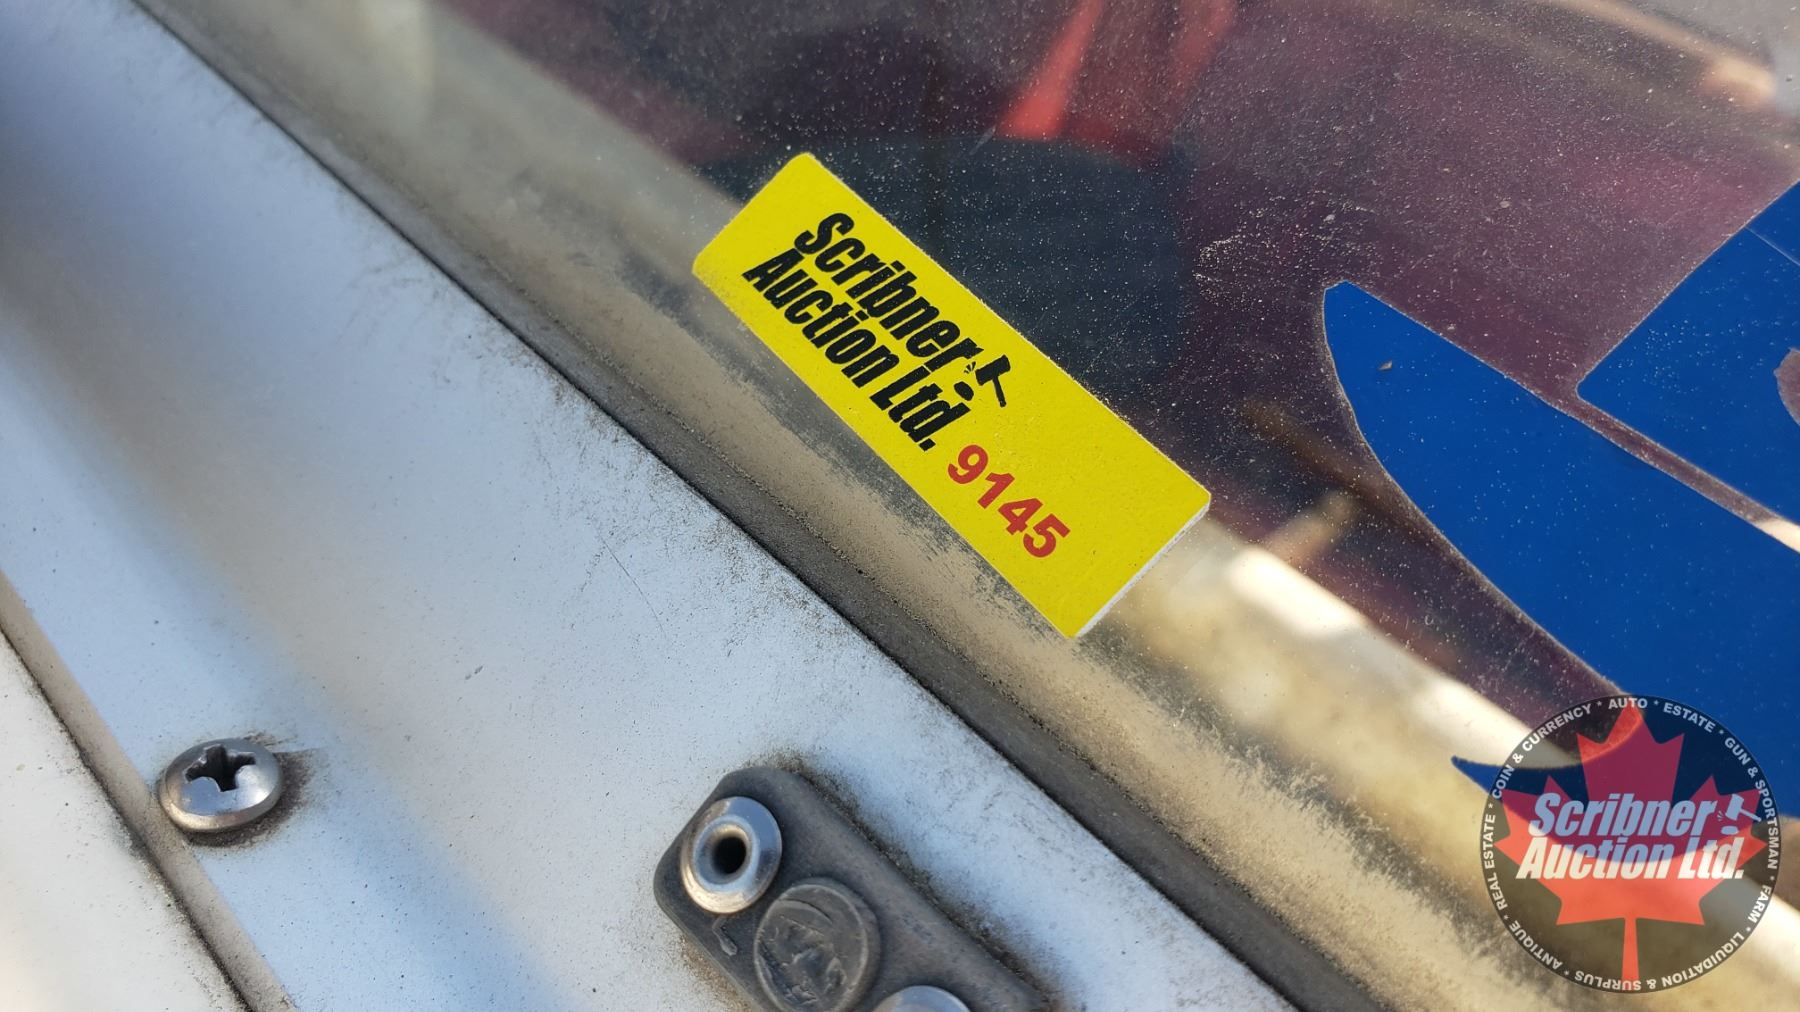 Scribner
Auction Ltd.
9145
ANTIQUE * REAL ESTATE * COIN & CURRENCY * AUTO * ESTATE * GUN & SPORTSMAN * FARM * LIQUIDATION & SURPLUS *
Scribner
Auction Ltd.